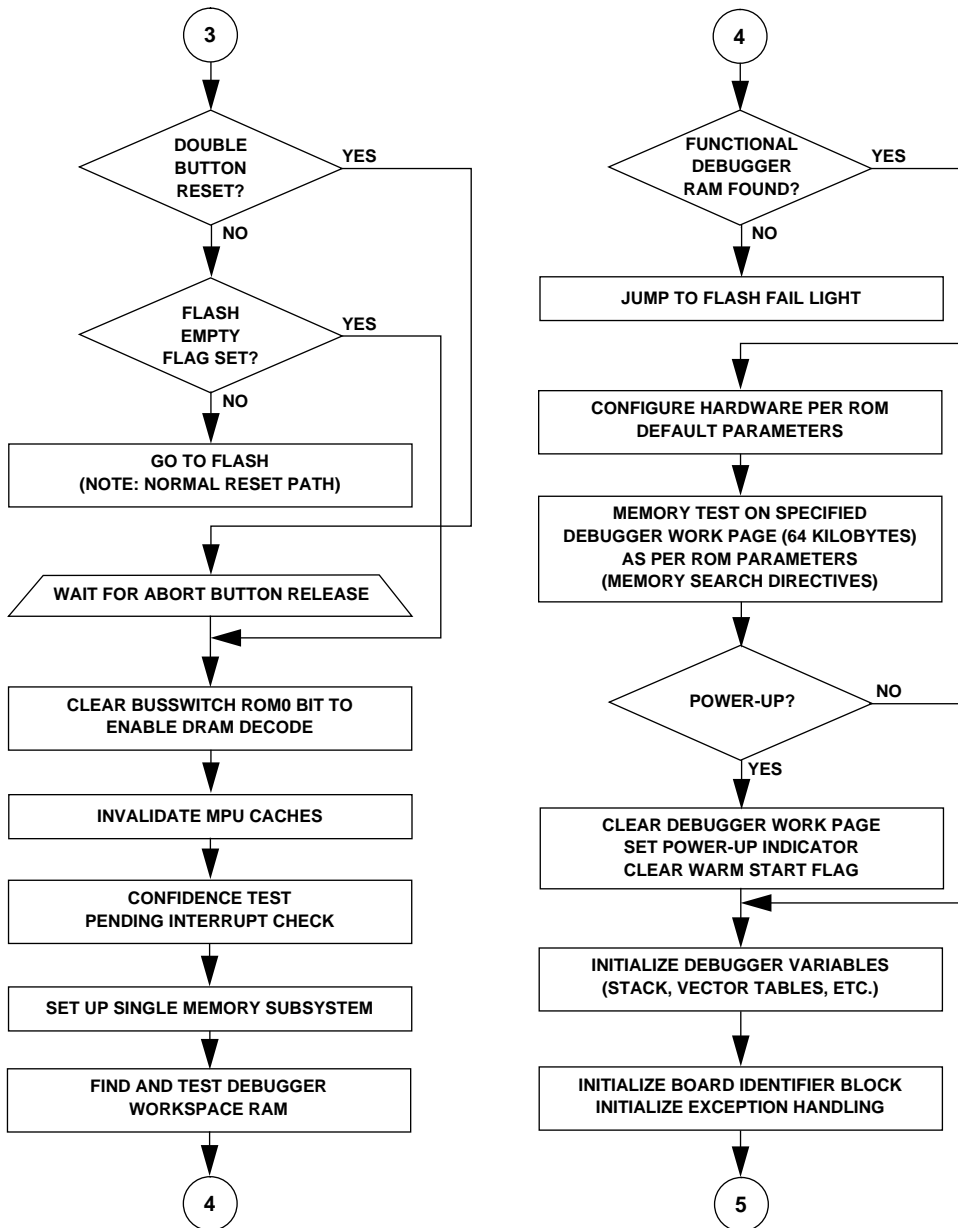 3
DOUBLE
BUTTON
RESET?
YES
NO
FLASH
EMPTY
FLAG SET?
YES
NO
GO TO FLASH
(NOTE: NORMAL RESET PATH)
WAIT FOR ABORT BUTTON RELEASE
CLEAR BUSSWITCH ROM0 BIT TO
ENABLE DRAM DECODE
INVALIDATE MPU CACHES
CONFIDENCE TEST
PENDING INTERRUPT CHECK
SET UP SINGLE MEMORY SUBSYSTEM
FIND AND TEST DEBUGGER
WORKSPACE RAM
4
4
FUNCTIONAL
DEBUGGER
RAM FOUND?
YES
NO
JUMP TO FLASH FAIL LIGHT
CONFIGURE HARDWARE PER ROM
DEFAULT PARAMETERS
MEMORY TEST ON SPECIFIED
DEBUGGER WORK PAGE (64 KILOBYTES)
AS PER ROM PARAMETERS
(MEMORY SEARCH DIRECTIVES)
POWER-UP?
NO
YES
CLEAR DEBUGGER WORK PAGE
SET POWER-UP INDICATOR
CLEAR WARM START FLAG
INITIALIZE DEBUGGER VARIABLES
(STACK, VECTOR TABLES, ETC.)
INITIALIZE BOARD IDENTIFIER BLOCK
INITIALIZE EXCEPTION HANDLING
5